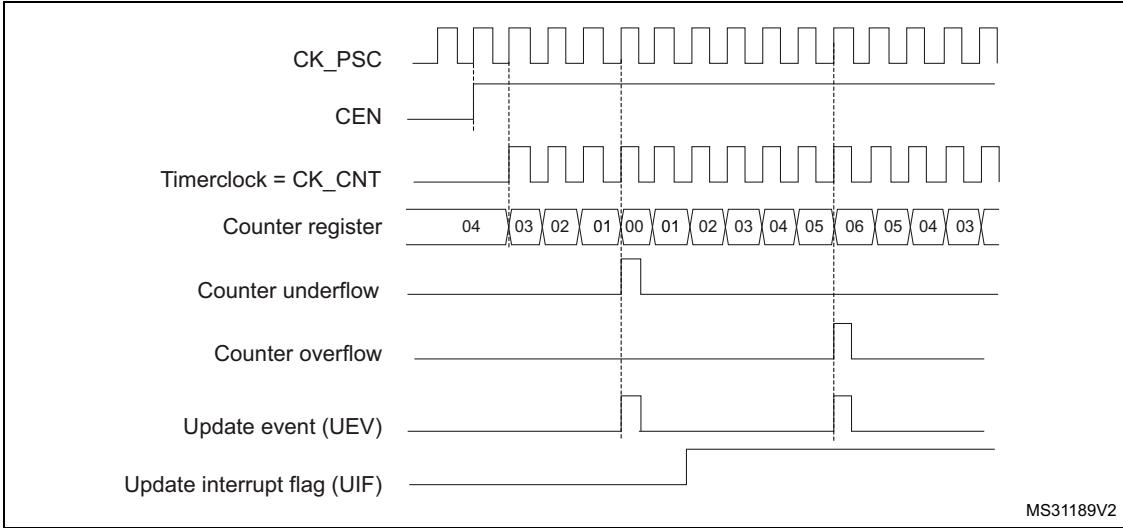 CK_PSC
CEN
Timerclock = CK_CNT
Counter register 04 03 02 01 00 01 02 03 04 05 06 05 04 03
Counter underflow
Counter overflow
Update event (UEV)
Update interrupt flag (UIF)
MS31189V2